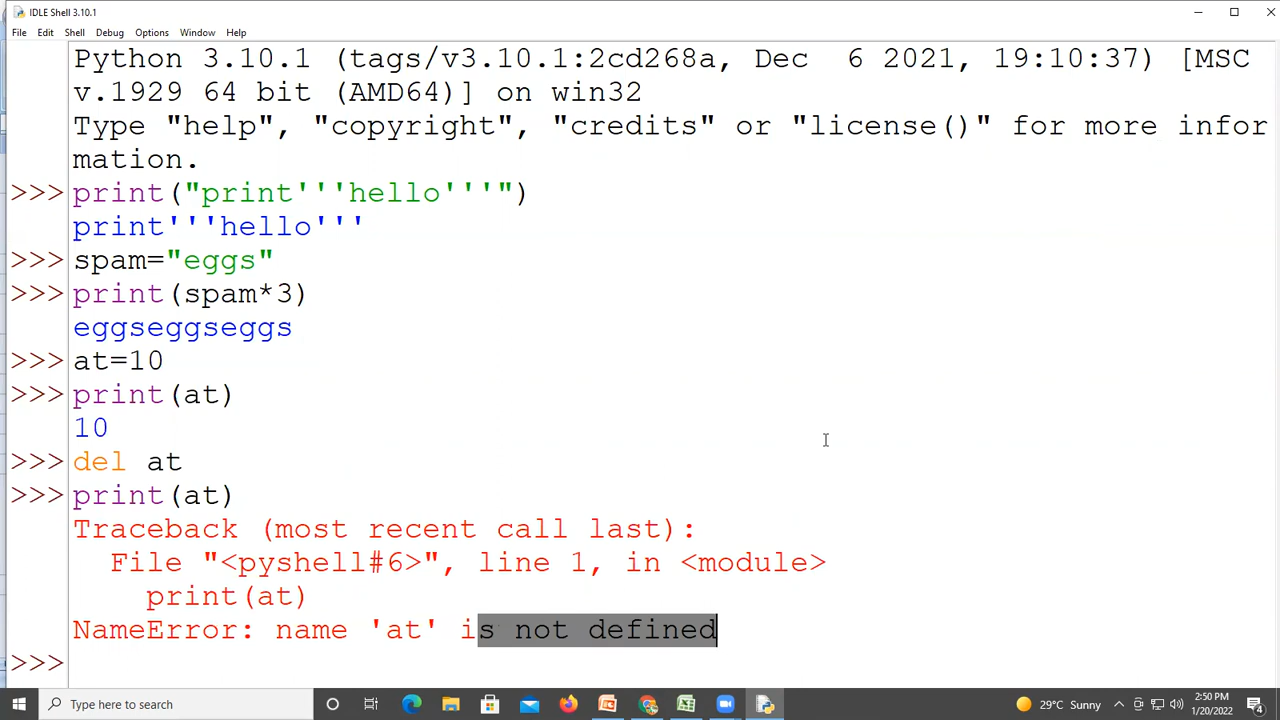 IDLE Shell 3.10.1
File Edit Shell Debug Options Window Help
Python 3.10.1 (tags/v3.10.1:2cd268a, Dec  6 2021, 19:10:37) [MSC
v.1929 64 bit (AMD64)] on win32
Type "help", "copyright", "credits" or "license()" for more infor
mation.
>>> print("print'''hello'''")
print'''hello'''
>>> spam="eggs"
>>> print(spam*3)
eggseggseggs
>>> at=10
>>> print(at)
10
>>> del at
>>> print(at)
Traceback (most recent call last):
  File "<pyshell#6>", line 1, in <module>
    print(at)
NameError: name 'at' is not defined
>>>
Type here to search
29°C Sunny
2:50 PM
1/20/2022
4